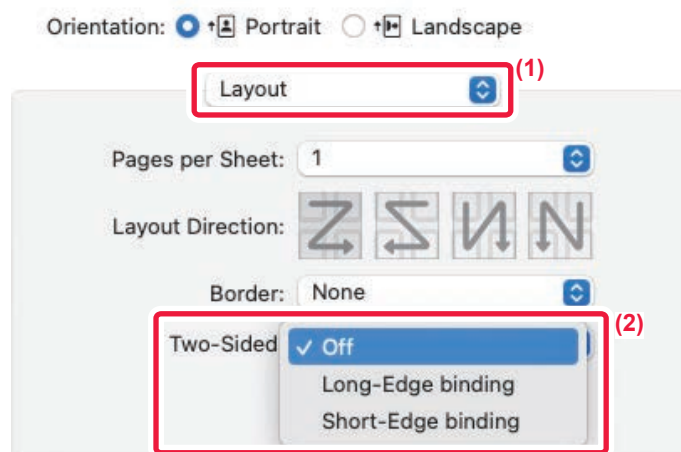 Orientation: Portrait Landscape
(1)
Layout
Pages per Sheet: 1
Layout Direction:
Border: None
(2)
Two-Sided ✓ Off
Long-Edge binding
Short-Edge binding